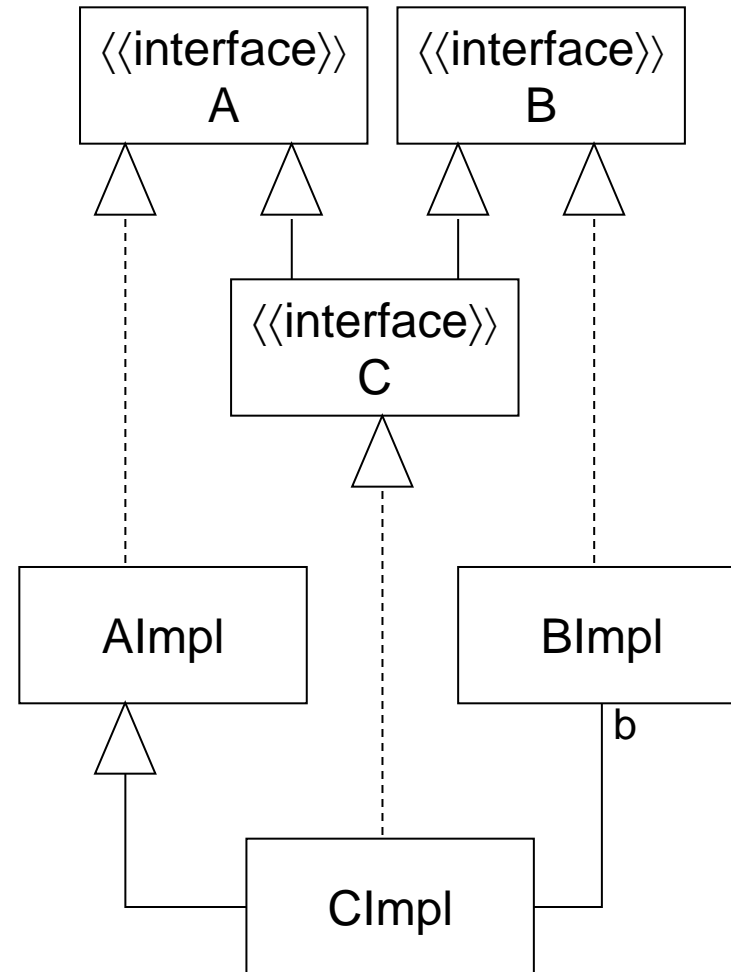 ⟨⟨interface⟩⟩
A
⟨⟨interface⟩⟩
B
⟨⟨interface⟩⟩
C
AImpl
BImpl
b
CImpl